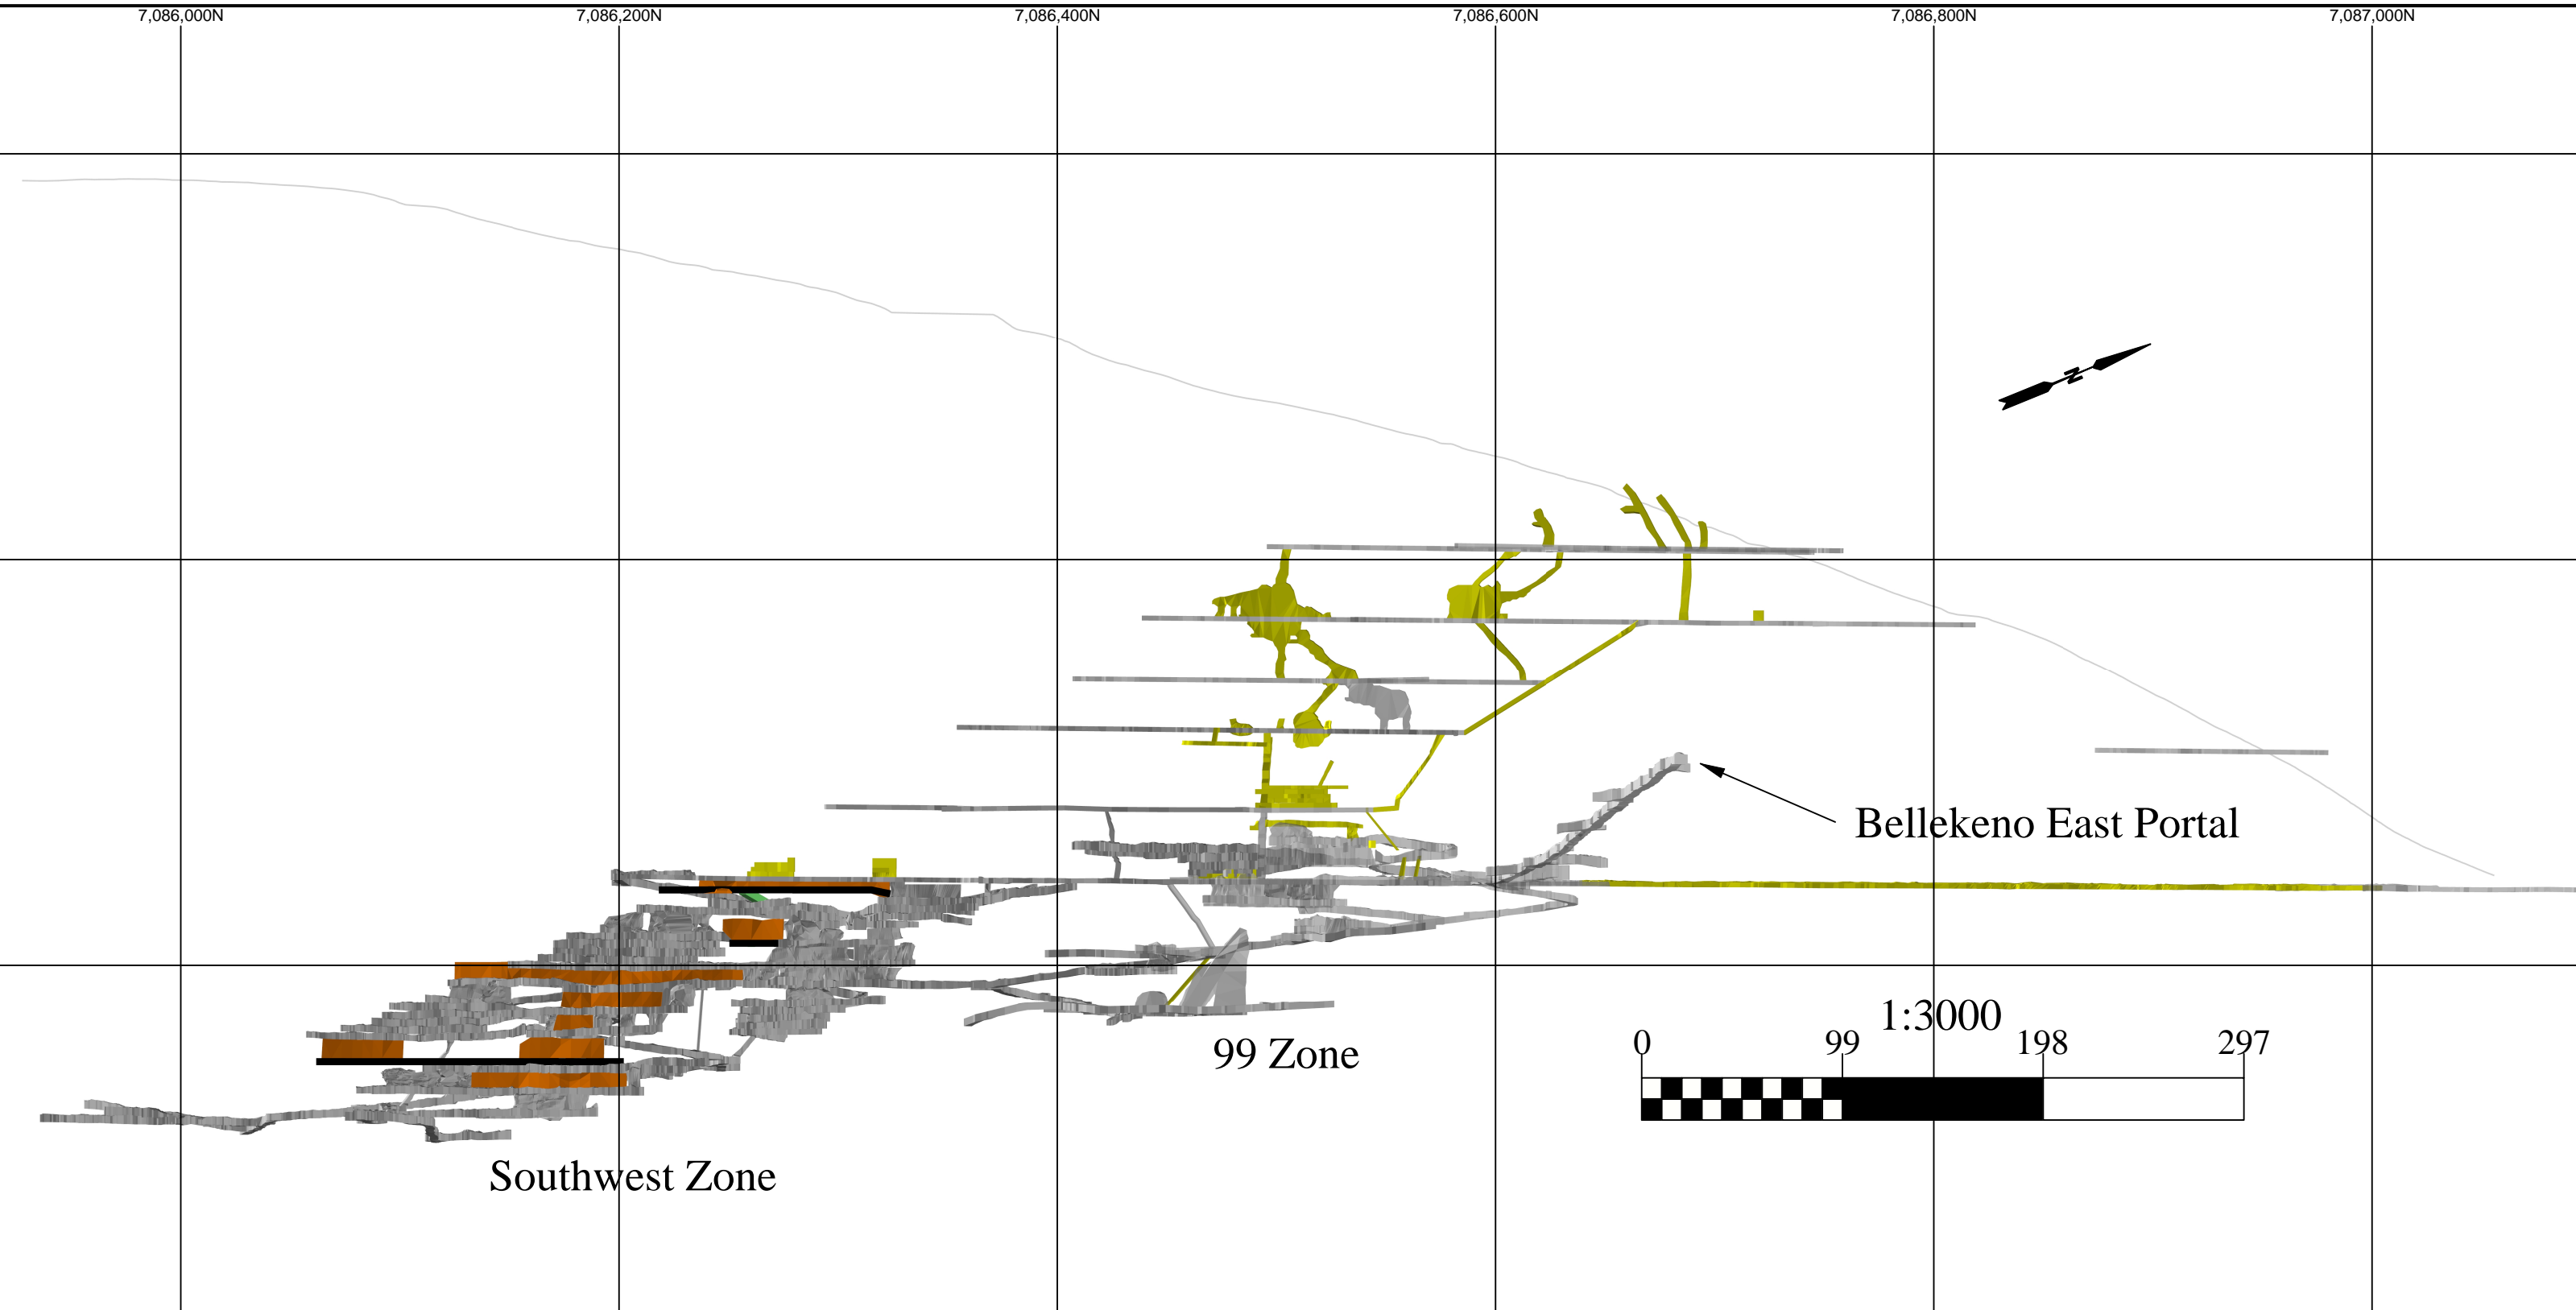 7,086,000N 7,086,200N 7,086,400N 7,086,600N 7,086,800N 7,087,000N
N
Bellekeno East Portal
1:3000
0 99 198 297
99 Zone
Southwest Zone